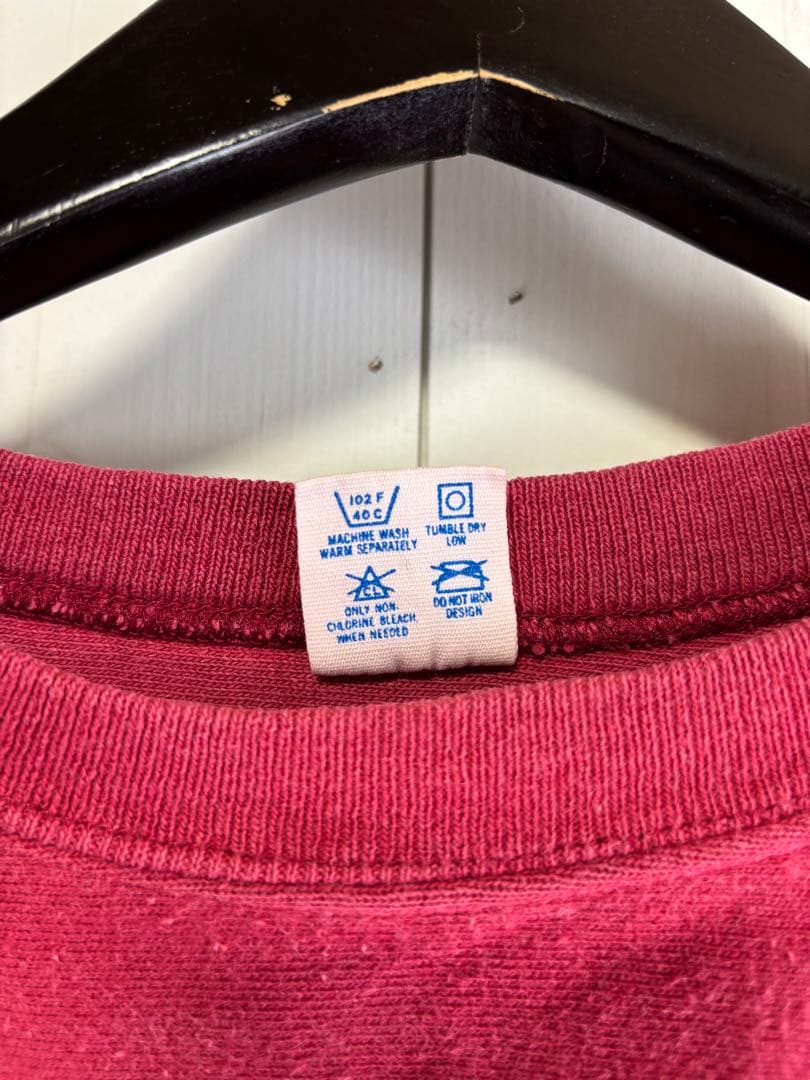 102 F
40 C
MACHINE WASH
WARM SEPARATELY
TUMBLE DRY
LOW
CL
ONLY NON-
CHLORINE BLEACH
WHEN NEEDED
DO NOT IRON
DESIGN